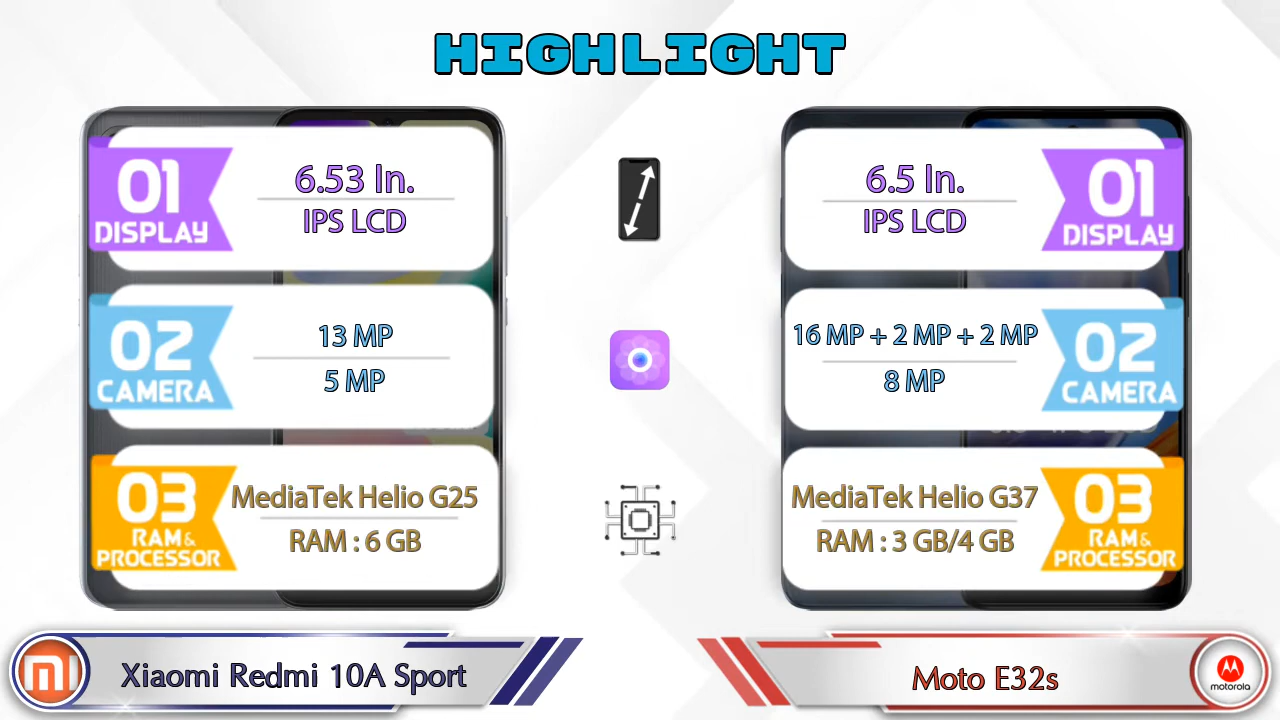 HIGHLIGHT
01
DISPLAY
6.53 In.
IPS LCD
02
CAMERA
13 MP
5 MP
03
RAM &
PROCESSOR
MediaTek Helio G25
RAM : 6 GB
6.5 In.
IPS LCD
01
DISPLAY
16 MP + 2 MP + 2 MP
8 MP
02
CAMERA
MediaTek Helio G37
RAM : 3 GB/4 GB
03
RAM &
PROCESSOR
Xiaomi Redmi 10A Sport
Moto E32s
motorola